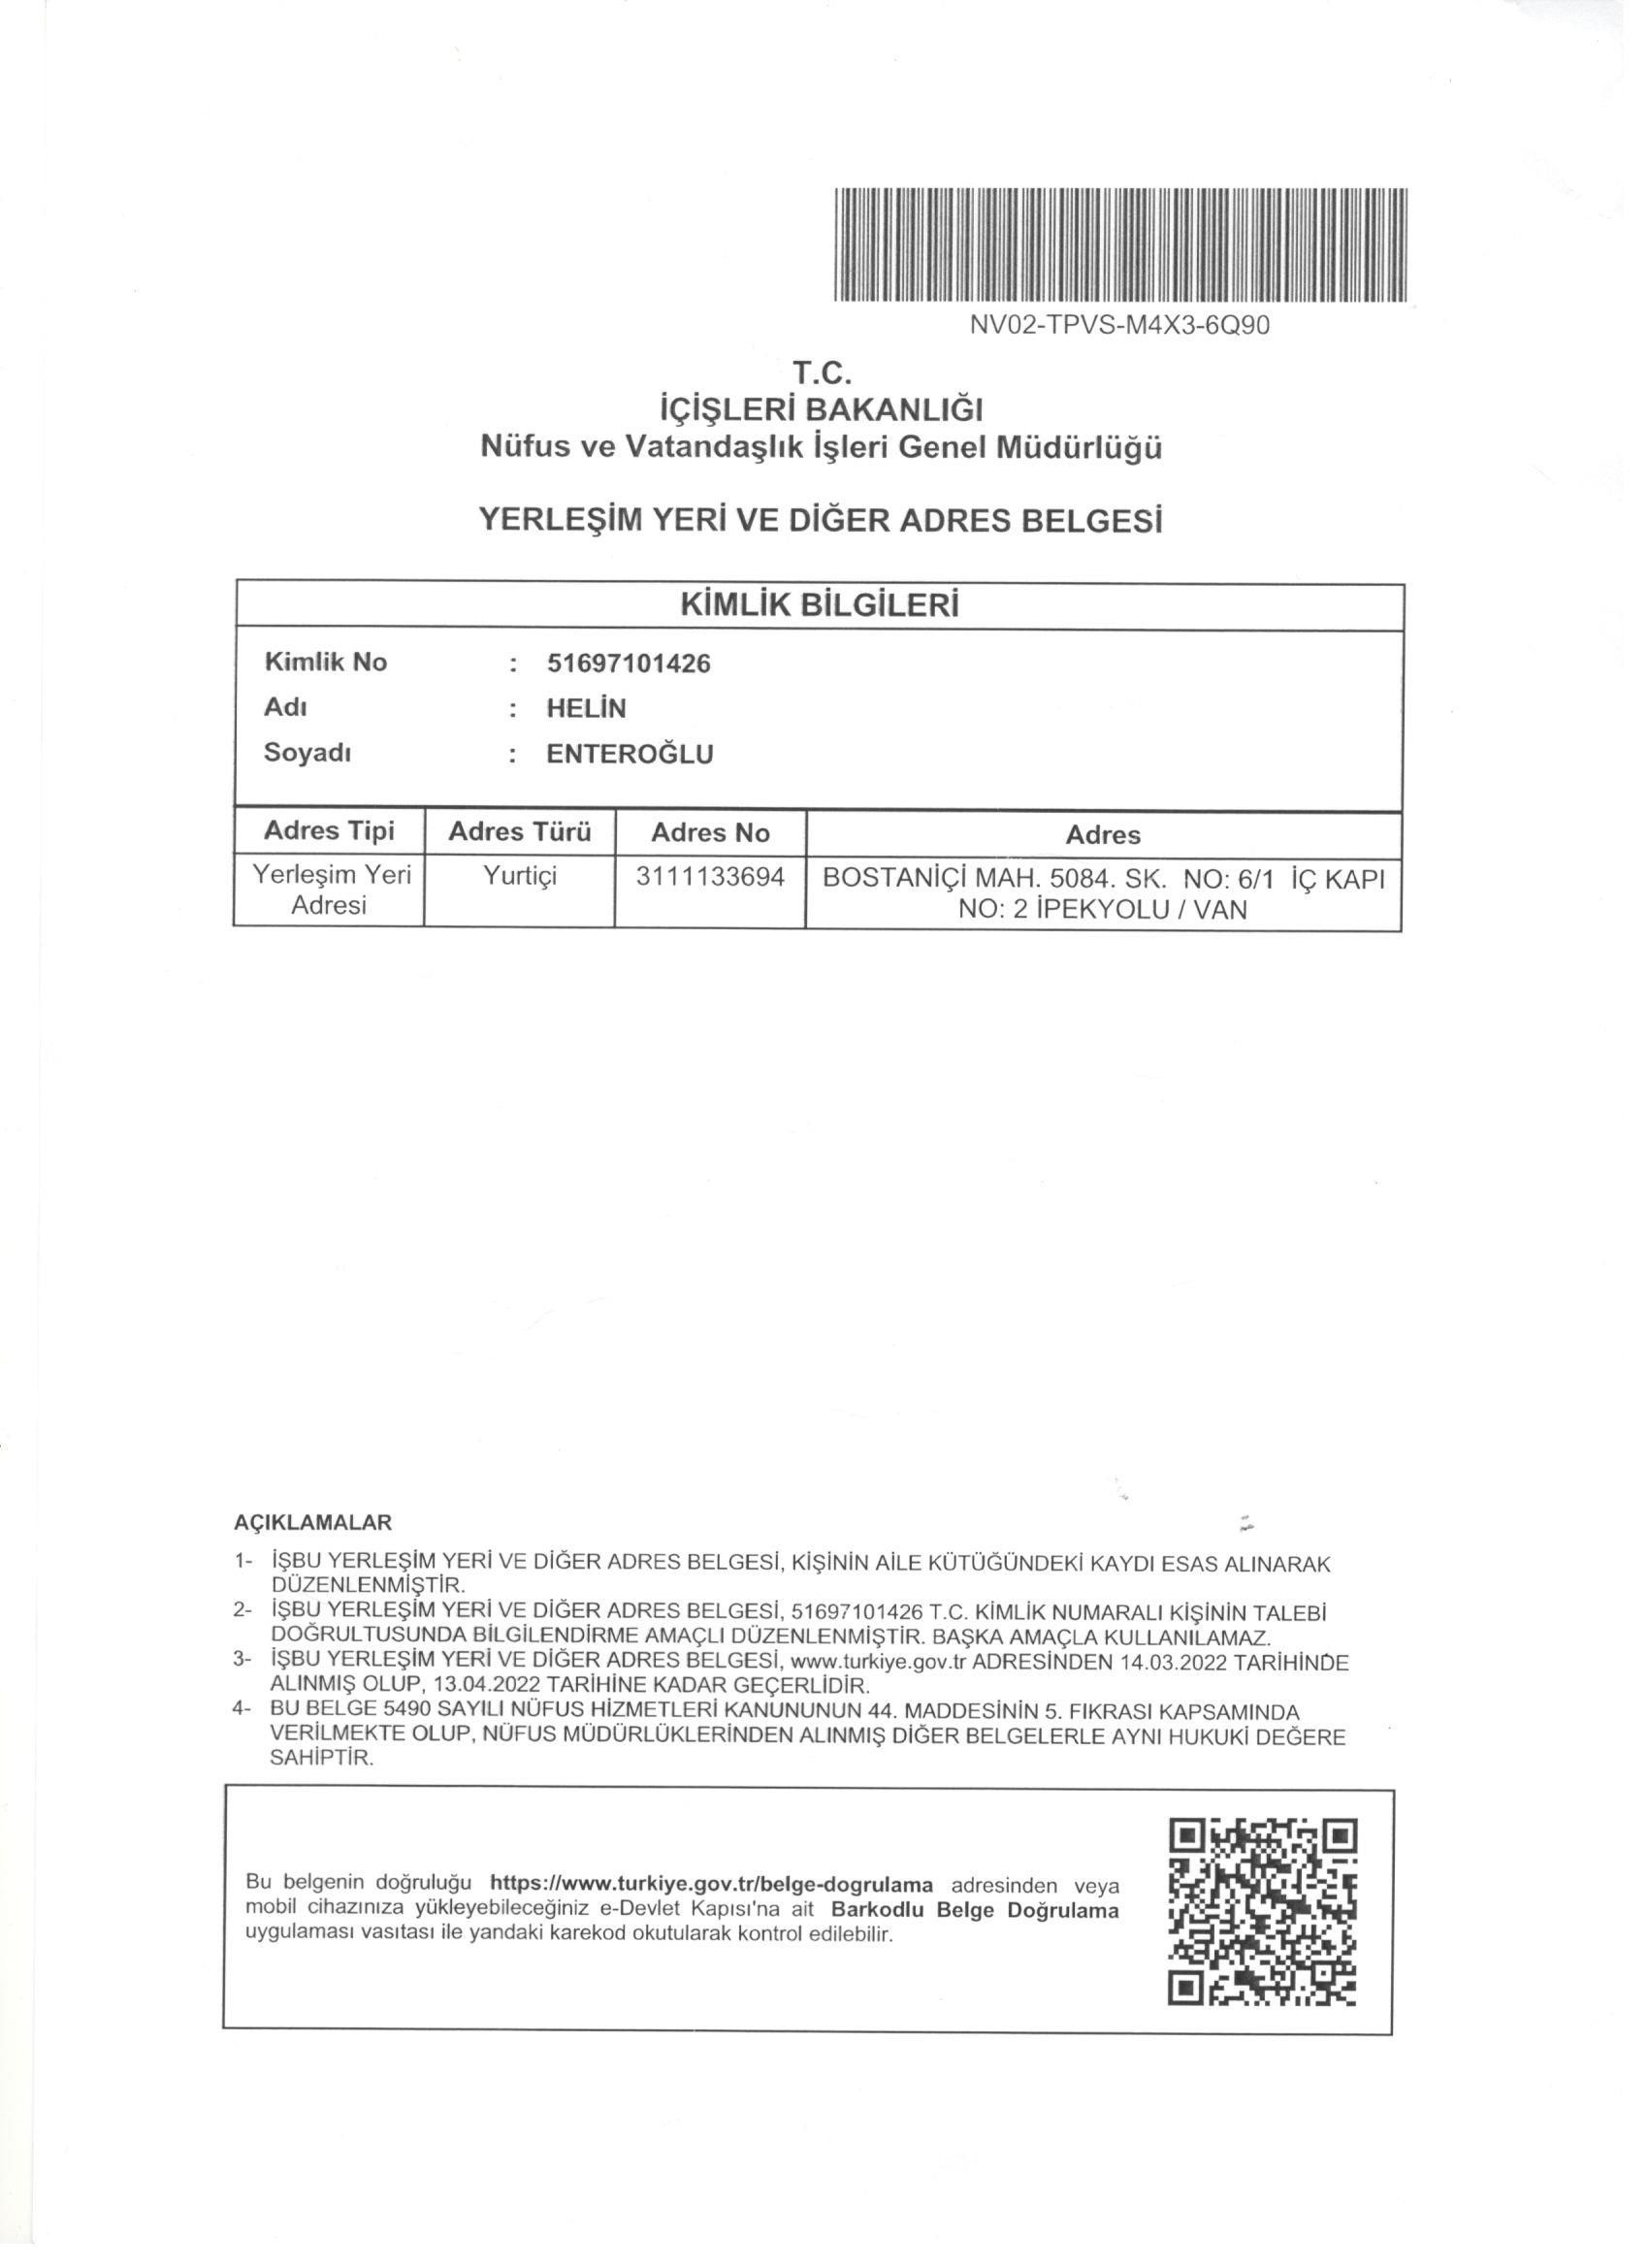 NV02-TPVS-M4X3-6Q90
T.C.
İÇİŞLERİ BAKANLIĞI
Nüfus ve Vatandaşlık İşleri Genel Müdürlüğü
YERLEŞİM YERİ VE DİĞER ADRES BELGESİ
KİMLİK BİLGİLERİ
Kimlik No : 51697101426
Adı : HELİN
Soyadı : ENTEROĞLU
Adres Tipi Adres Türü Adres No Adres
Yerleşim Yeri Yurtiçi 3111133694 BOSTANİÇİ MAH. 5084. SK. NO: 6/1 İÇ KAPI
Adresi NO: 2 İPEKYOLU / VAN
AÇIKLAMALAR
1- İŞBU YERLEŞİM YERİ VE DİĞER ADRES BELGESİ, KİŞİNİN AİLE KÜTÜĞÜNDEKİ KAYDI ESAS ALINARAK
DÜZENLENMİŞTİR.
2- İŞBU YERLEŞİM YERİ VE DİĞER ADRES BELGESİ, 51697101426 T.C. KİMLİK NUMARALI KİŞİNİN TALEBİ
DOĞRULTUSUNDA BİLGİLENDİRME AMAÇLI DÜZENLENMİŞTİR. BAŞKA AMAÇLA KULLANILAMAZ.
3- İŞBU YERLEŞİM YERİ VE DİĞER ADRES BELGESİ, www.turkiye.gov.tr ADRESİNDEN 14.03.2022 TARİHİNDE
ALINMIŞ OLUP, 13.04.2022 TARİHİNE KADAR GEÇERLİDİR.
4- BU BELGE 5490 SAYILI NÜFUS HİZMETLERİ KANUNUNUN 44. MADDESİNİN 5. FIKRASI KAPSAMINDA
VERİLMEKTE OLUP, NÜFUS MÜDÜRLÜKLERİNDEN ALINMIŞ DİĞER BELGELERLE AYNI HUKUKİ DEĞERE
SAHİPTİR.
Bu belgenin doğruluğu https://www.turkiye.gov.tr/belge-dogrulama adresinden veya
mobil cihazınıza yükleyebileceğiniz e-Devlet Kapısı'na ait Barkodlu Belge Doğrulama
uygulaması vasıtası ile yandaki karekod okutularak kontrol edilebilir.